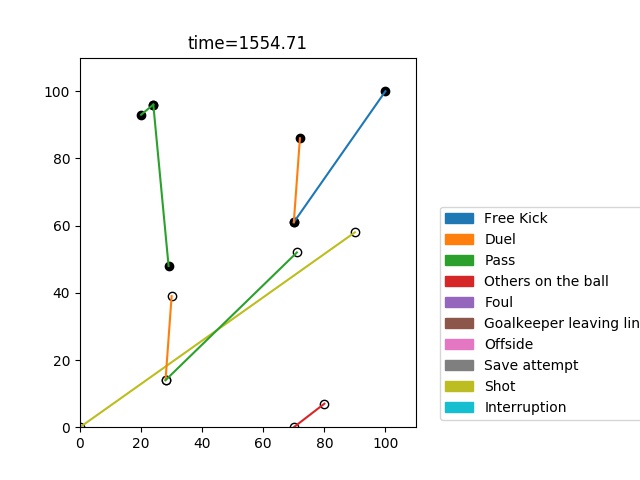 time=1554.71
100
80
60
40
20
0
0 20 40 60 80 100
Free Kick
Duel
Pass
Others on the ball
Foul
Goalkeeper leaving lin
Offside
Save attempt
Shot
Interruption